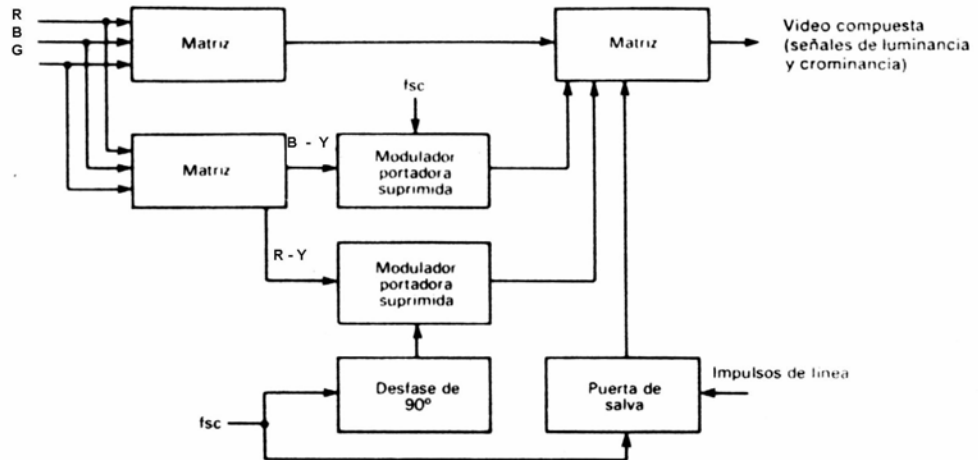 R
B
G
Matriz
Matriz
Video compuesta
(señales de luminancia
y crominancia)
fsc
Matriz
B - Y
Modulador
portadora
suprimida
R - Y
Modulador
portadora
suprimida
Desfase de
90º
Puerta de
salva
Impulsos de linea
fsc